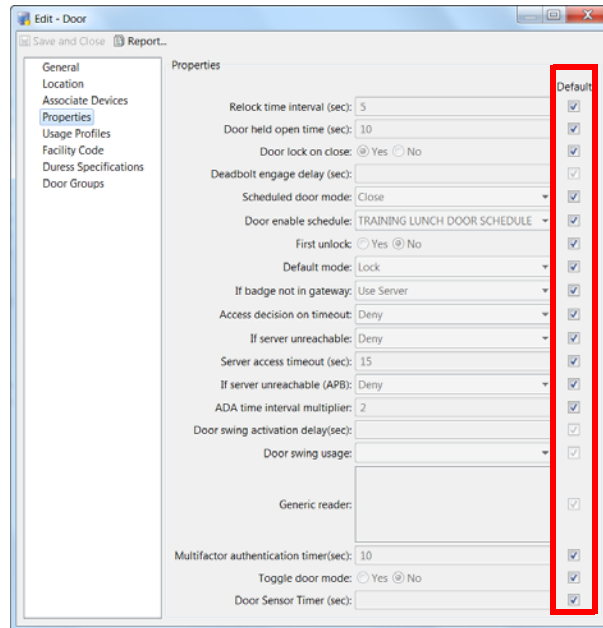 Edit - Door
Save and Close Report...
General
Location
Associate Devices
Properties
Usage Profiles
Facility Code
Duress Specifications
Door Groups
Properties
Default
Relock time interval (sec): 5
Door held open time (sec): 10
Door lock on close: Yes No
Deadbolt engage delay (sec):
Scheduled door mode: Close
Door enable schedule: TRAINING LUNCH DOOR SCHEDULE
First unlock: Yes No
Default mode: Lock
If badge not in gateway: Use Server
Access decision on timeout: Deny
If server unreachable: Deny
Server access timeout (sec): 15
If server unreachable (APB): Deny
ADA time interval multiplier: 2
Door swing activation delay(sec):
Door swing usage:
Generic reader:
Multifactor authentication timer(sec): 10
Toggle door mode: Yes No
Door Sensor Timer (sec):